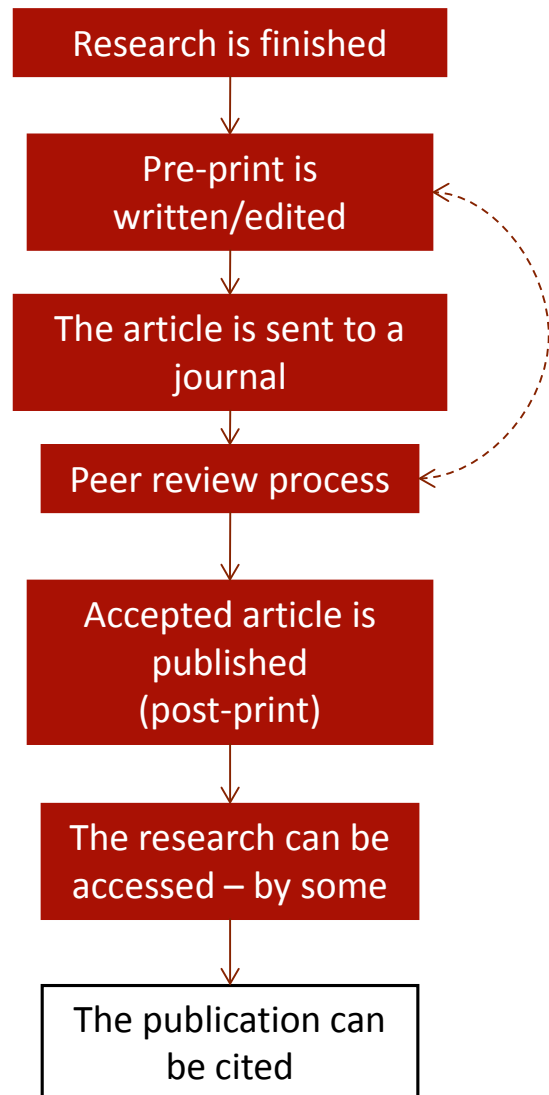 Research is finished
Pre-print is
written/edited
The article is sent to a
journal
Peer review process
Accepted article is
published
(post-print)
The research can be
accessed – by some
The publication can
be cited